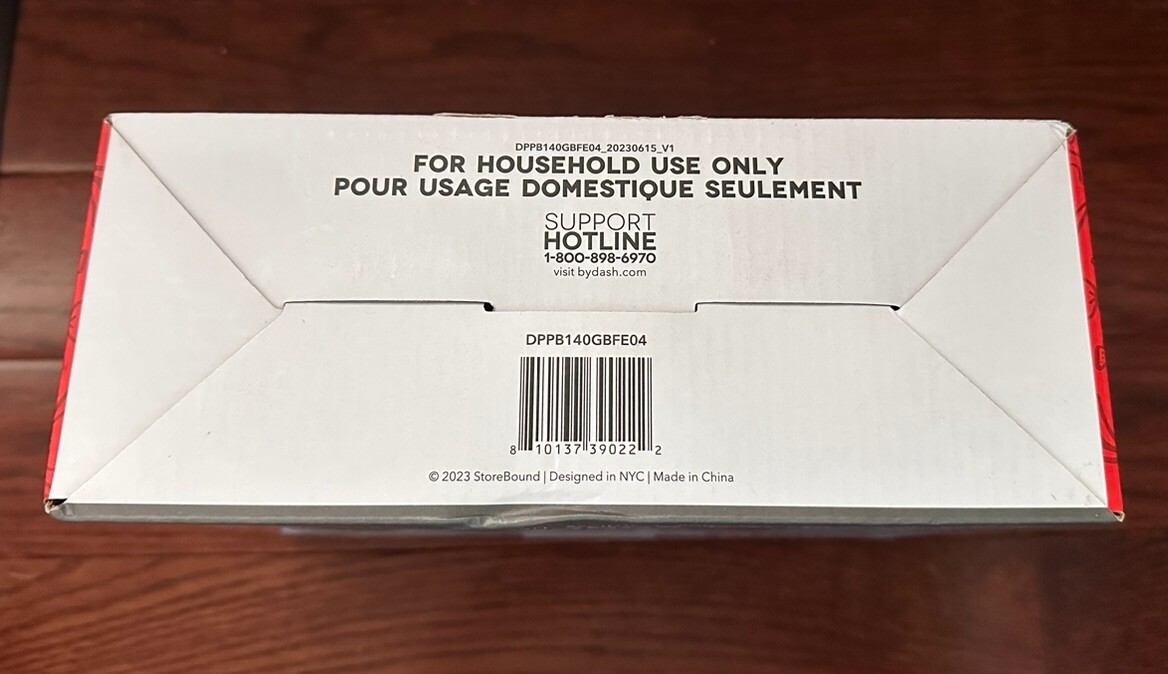 DPPB140GBFE04_20230615_V1
FOR HOUSEHOLD USE ONLY
POUR USAGE DOMESTIQUE SEULEMENT
SUPPORT
HOTLINE
1-800-898-6970
visit bydash.com
DPPB140GBFE04
8 10137 39022 2
© 2023 StoreBound | Designed in NYC | Made in China